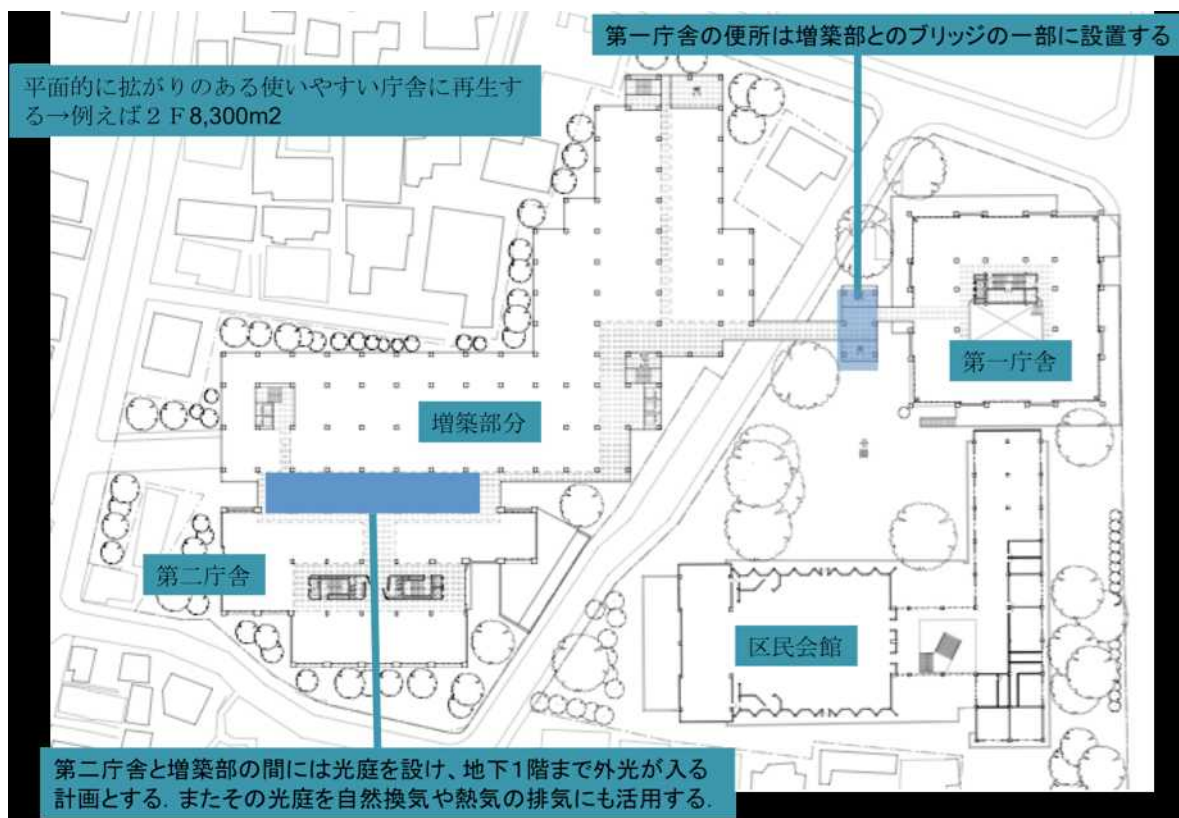 第一庁舎の便所は増築部とのブリッジの一部に設置する
平面的に拡がりのある使いやすい庁舎に再生す
る→例えば２Ｆ8,300m2
第一庁舎
増築部分
第二庁舎
区民会館
第二庁舎と増築部の間には光庭を設け、地下１階まで外光が入る
計画とする．またその光庭を自然換気や熱気の排気にも活用する．